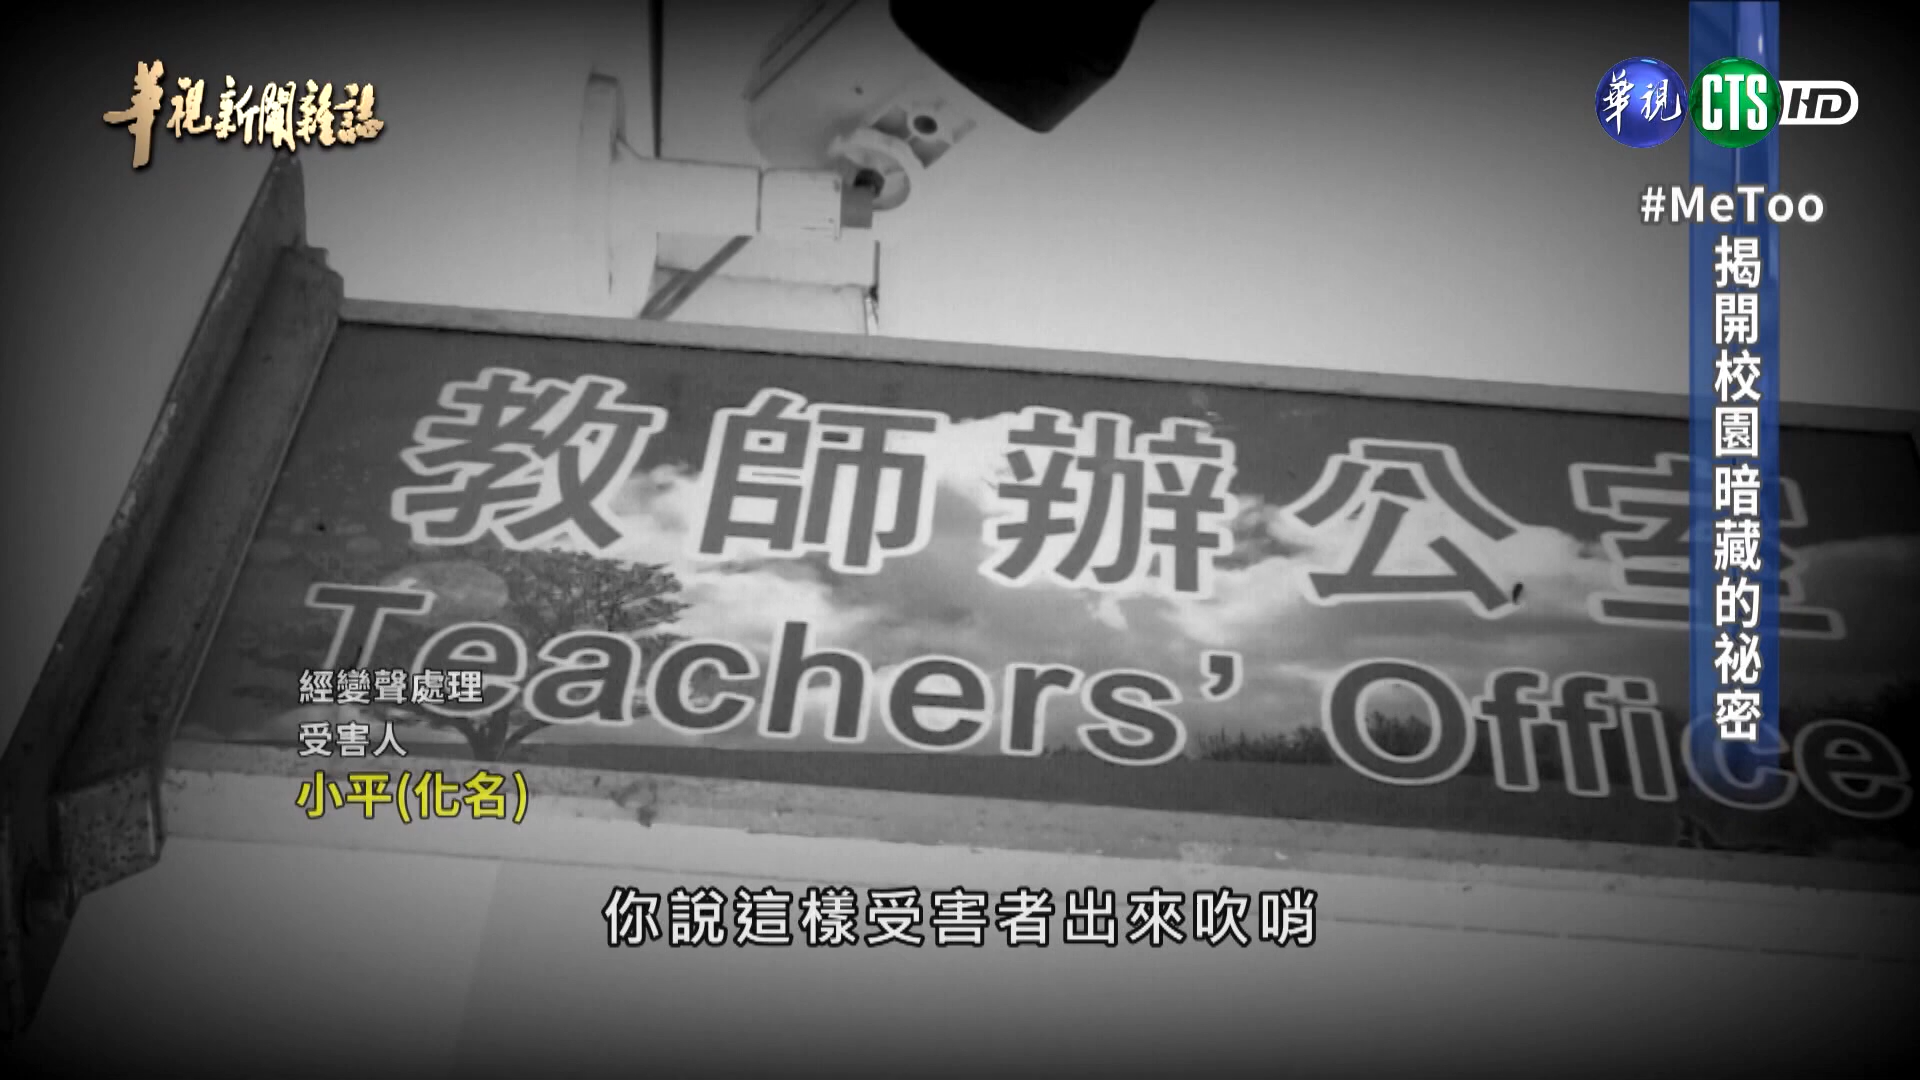 華視新聞雜誌
華視 CTS HD
#MeToo
揭開校園暗藏的祕密
教師辦公室
Teachers' Office
經變聲處理
受害人
小平(化名)
你說這樣受害者出來吹哨